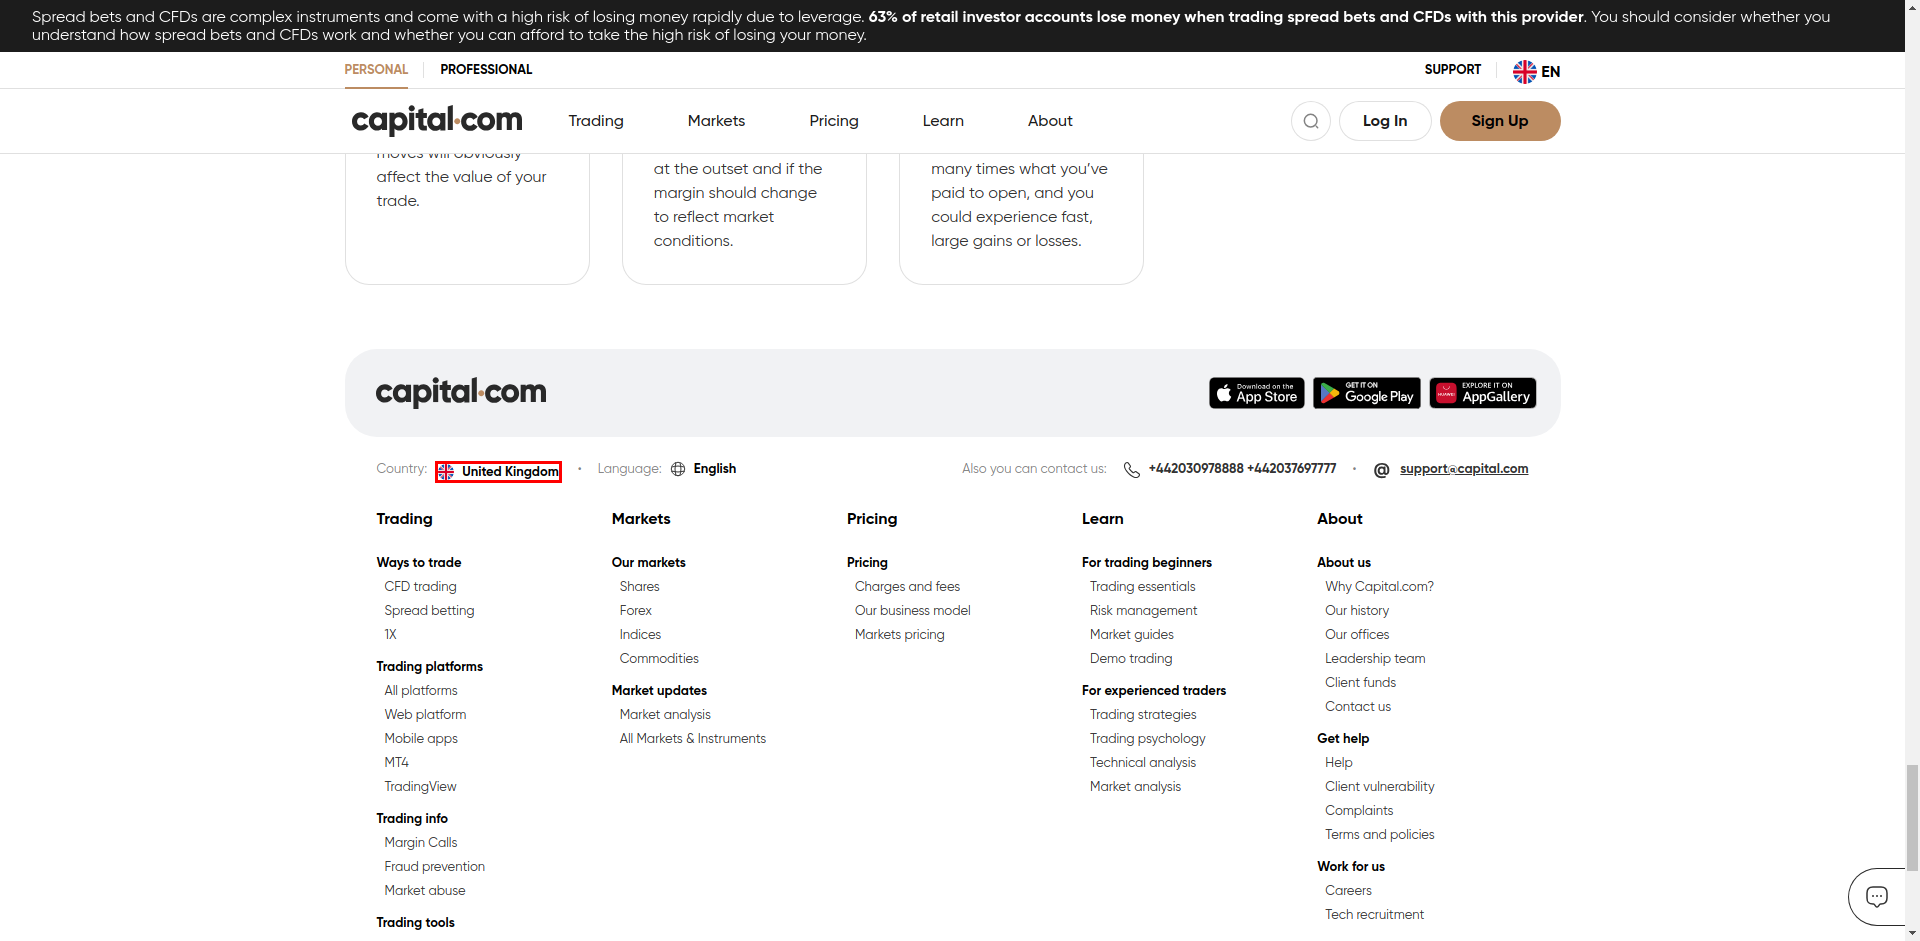 Spread bets and CFDs are complex instruments and come with a high risk of losing money rapidly due to leverage. 63% of retail investor accounts lose money when trading spread bets and CFDs with this provider. You should consider whether you
understand how spread bets and CFDs work and whether you can afford to take the high risk of losing your money.
PERSONAL PROFESSIONAL SUPPORT EN
capital.com Trading Markets Pricing Learn About Log In Sign Up
moves will obviously
affect the value of your
trade.
at the outset and if the
margin should change
to reflect market
conditions.
many times what you've
paid to open, and you
could experience fast,
large gains or losses.
capital.com
Download on the
App Store
GET IT ON
Google Play
HUAWEI
EXPLORE IT ON
AppGallery
Country: United Kingdom • Language: English Also you can contact us: +442030978888 +442037697777 • @ support@capital.com
Trading
Ways to trade
CFD trading
Spread betting
1X
Trading platforms
All platforms
Web platform
Mobile apps
MT4
TradingView
Trading info
Margin Calls
Fraud prevention
Market abuse
Trading tools
Markets
Our markets
Shares
Forex
Indices
Commodities
Market updates
Market analysis
All Markets & Instruments
Pricing
Pricing
Charges and fees
Our business model
Markets pricing
Learn
For trading beginners
Trading essentials
Risk management
Market guides
Demo trading
For experienced traders
Trading strategies
Trading psychology
Technical analysis
Market analysis
About
About us
Why Capital.com?
Our history
Our offices
Leadership team
Client funds
Contact us
Get help
Help
Client vulnerability
Complaints
Terms and policies
Work for us
Careers
Tech recruitment